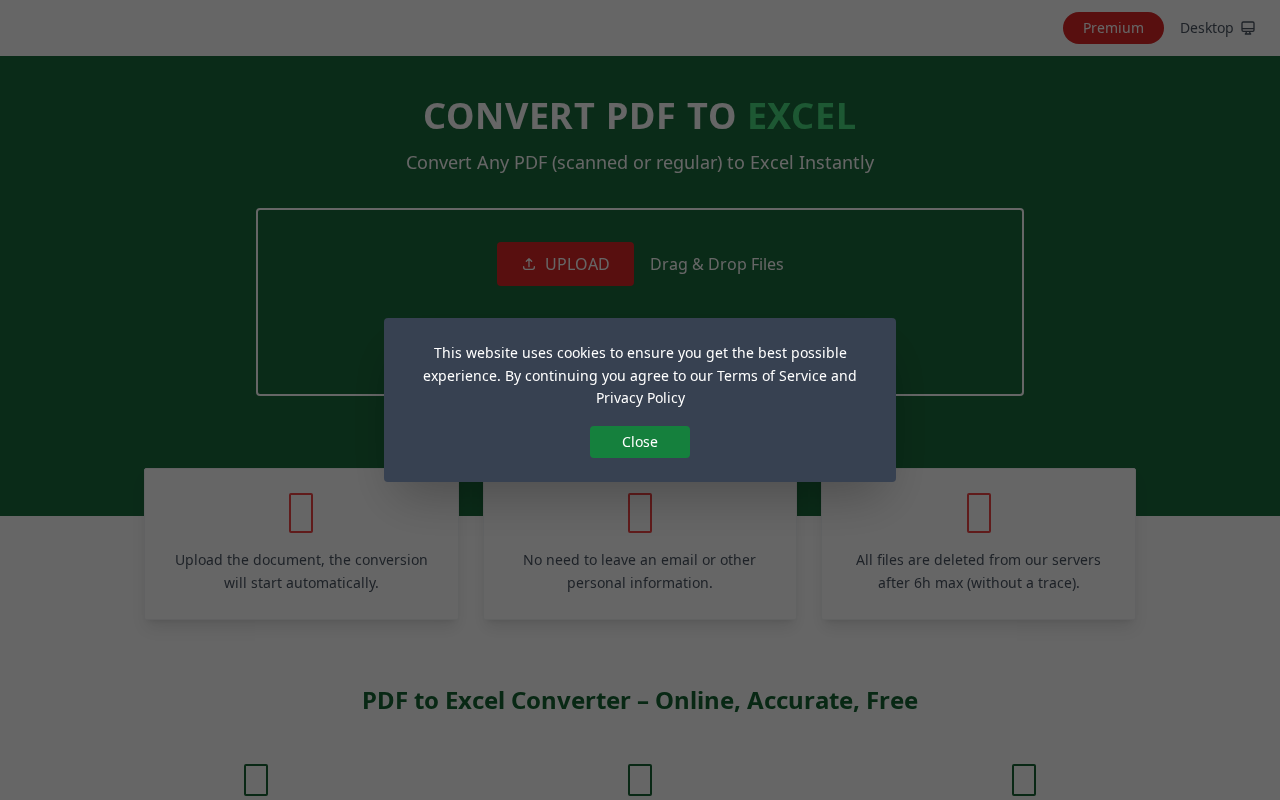 Premium
Desktop
CONVERT PDF TO EXCEL
Convert Any PDF (scanned or regular) to Excel Instantly
UPLOAD
Drag & Drop Files
This website uses cookies to ensure you get the best possible
experience. By continuing you agree to our Terms of Service and
Privacy Policy
Close
Upload the document, the conversion
will start automatically.
No need to leave an email or other
personal information.
All files are deleted from our servers
after 6h max (without a trace).
PDF to Excel Converter – Online, Accurate, Free